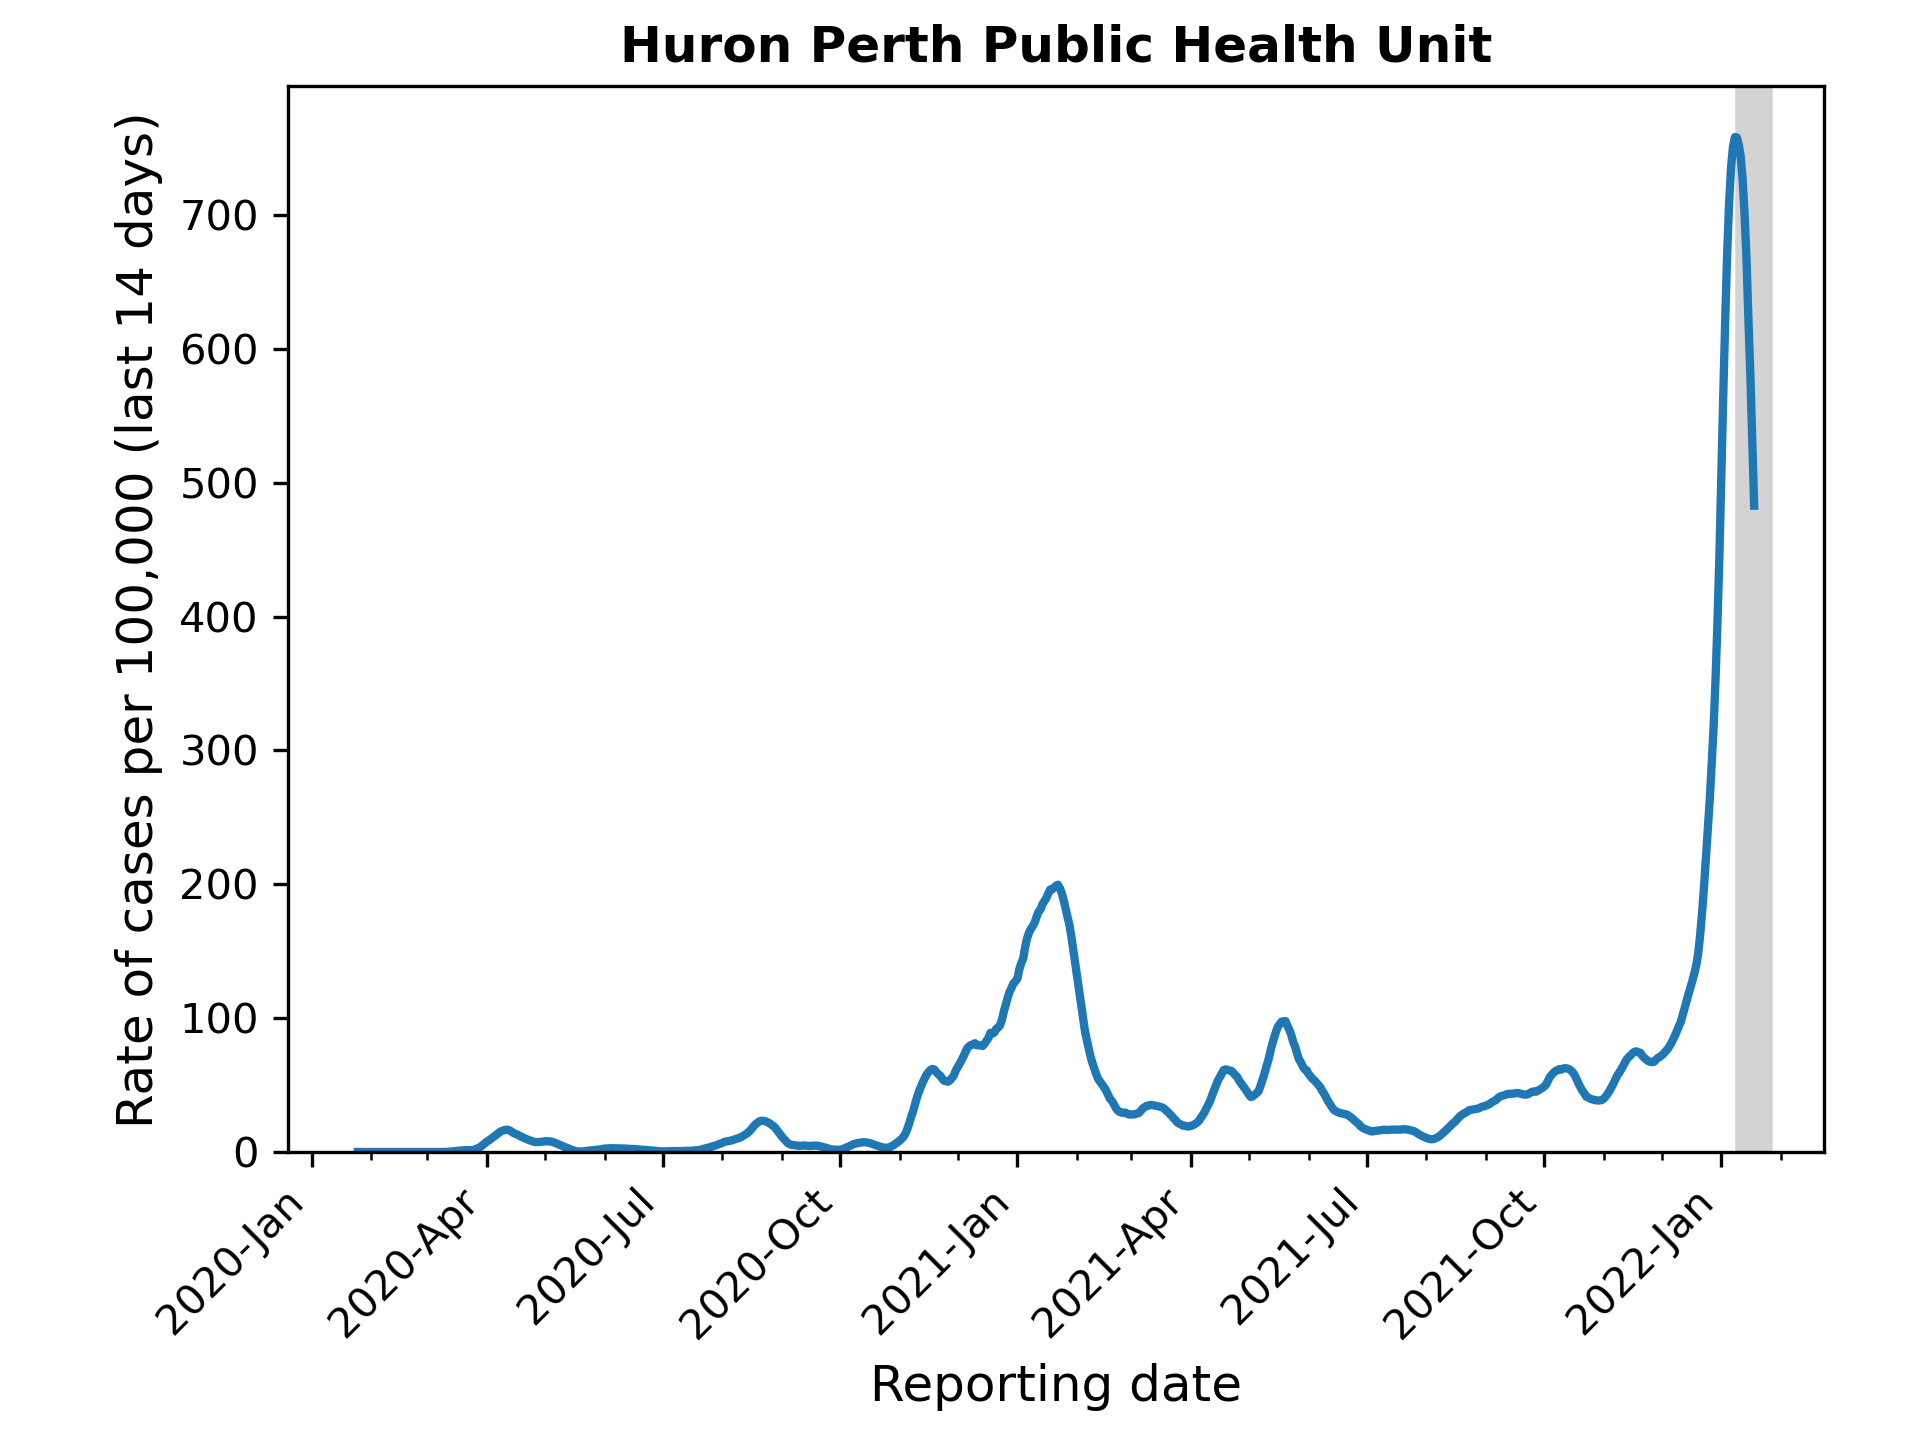 Huron Perth Public Health Unit
Rate of cases per 100,000 (last 14 days)
700
600
500
400
300
200
100
0
2020-Jan
2020-Apr
2020-Jul
2020-Oct
2021-Jan
2021-Apr
2021-Jul
2021-Oct
2022-Jan
Reporting date